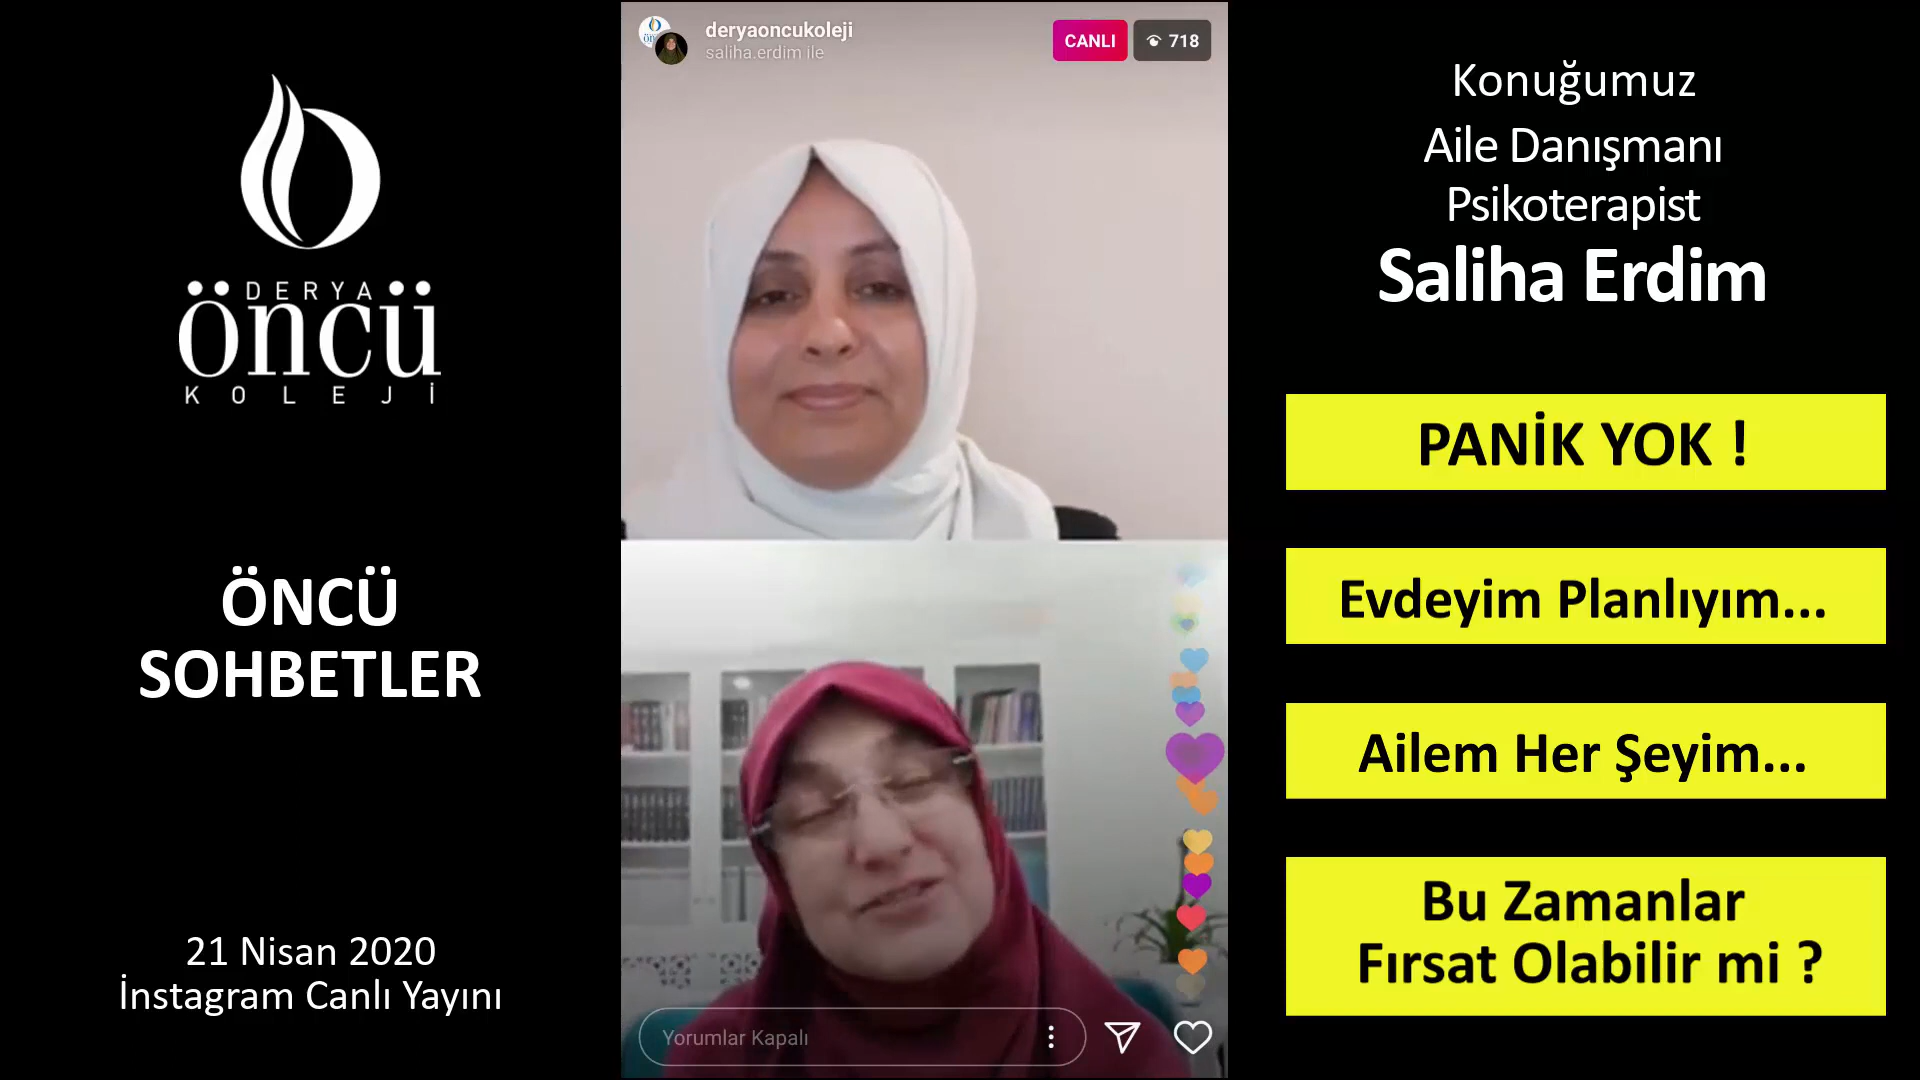 DERYA
öncü
KOLEJİ
ÖNCÜ
SOHBETLER
21 Nisan 2020
İnstagram Canlı Yayını
deryaoncukoleji
saliha.erdim ile
CANLI
718
Yorumlar Kapalı
Konuğumuz
Aile Danışmanı
Psikoterapist
Saliha Erdim
PANİK YOK !
Evdeyim Planlıyım...
Ailem Her Şeyim...
Bu Zamanlar
Fırsat Olabilir mi ?